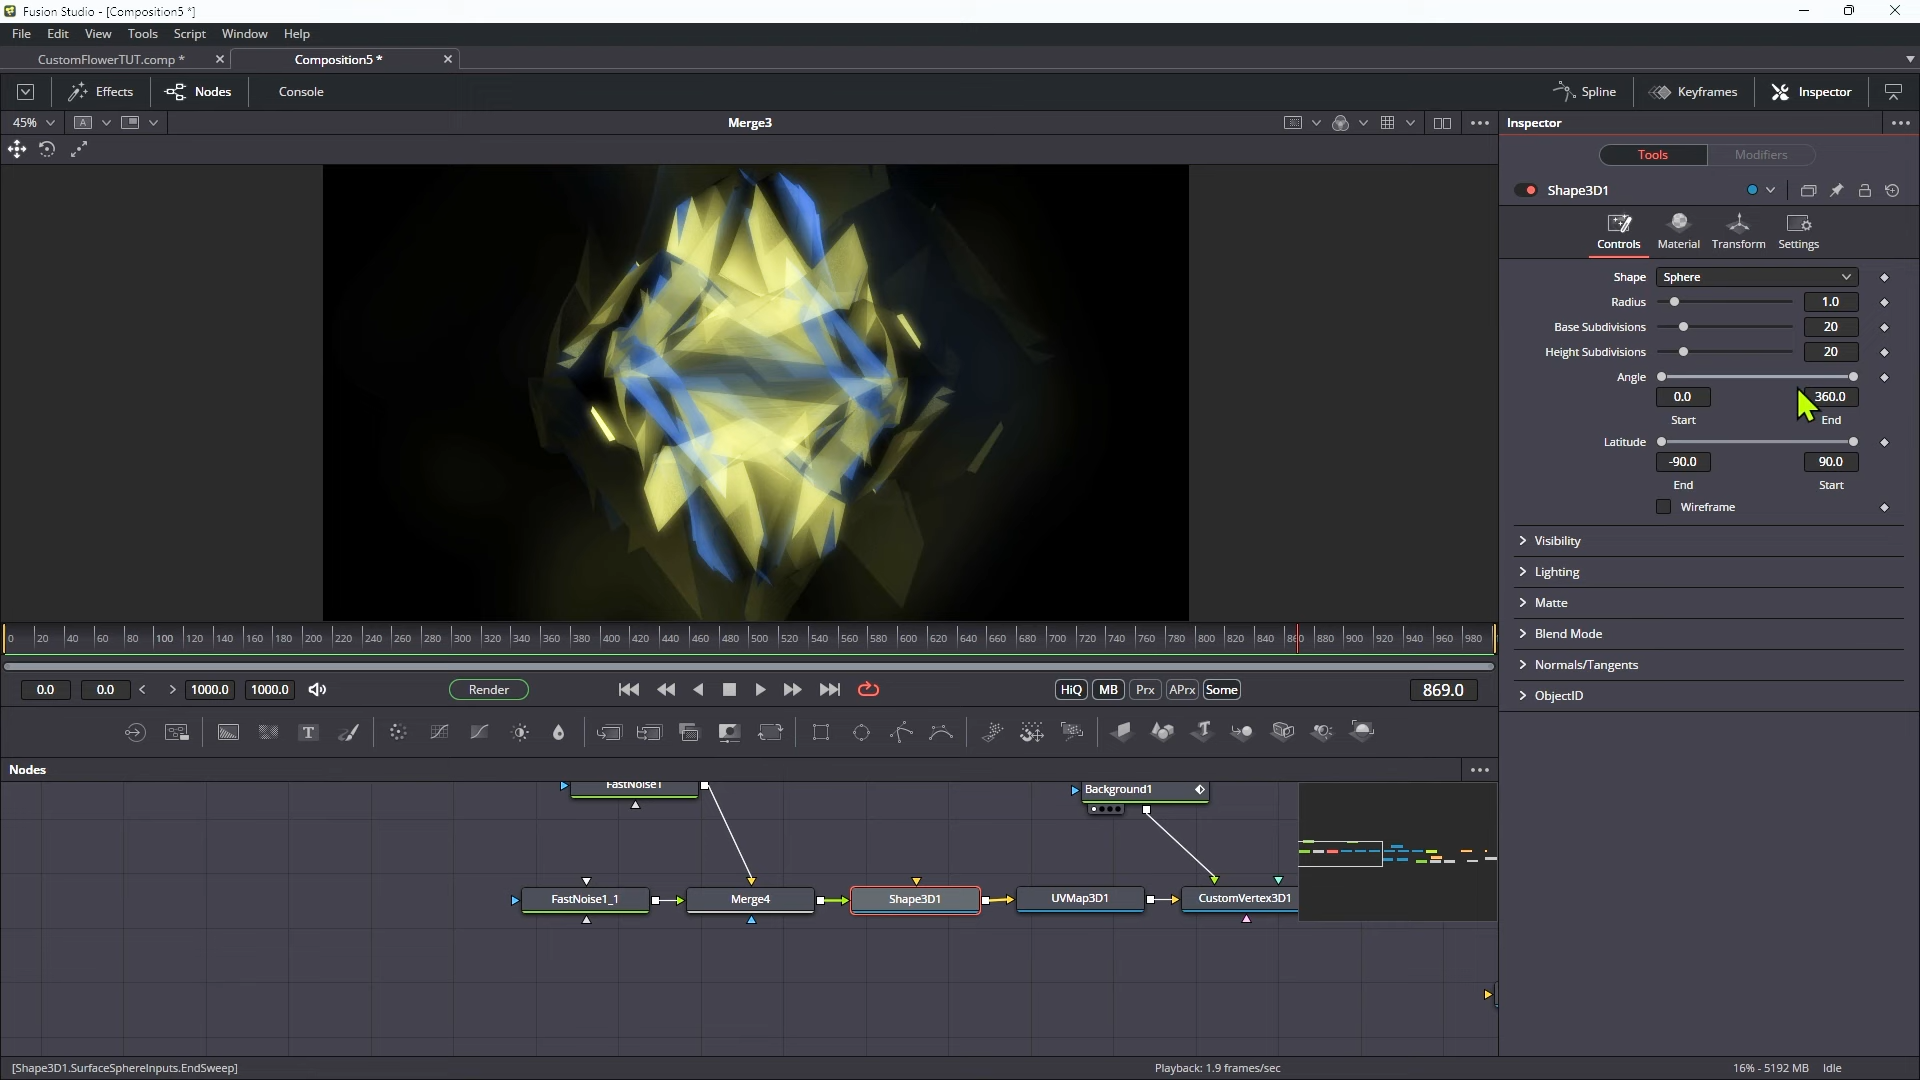 Fusion Studio - [Composition5 *]
File Edit View Tools Script Window Help
CustomFlowerTUT.comp *
Composition5 *
Effects Nodes Console Spline Keyframes Inspector
45% A Merge3
Inspector
Tools Modifiers
Shape3D1
Controls Material Transform Settings
Shape Sphere
Radius 1.0
Base Subdivisions 20
Height Subdivisions 20
Angle
0.0 360.0
Start End
Latitude
-90.0 90.0
End Start
Wireframe
Visibility
Lighting
Matte
Blend Mode
Normals/Tangents
ObjectID
0 20 40 60 80 100 120 140 160 180 200 220 240 260 280 300 320 340 360 380 400 420 440 460 480 500 520 540 560 580 600 620 640 660 680 700 720 740 760 780 800 820 840 860 880 900 920 940 960 980
0.0 0.0 < > 1000.0 1000.0 Render HiQ MB Prx APrx Some 869.0
T T
Nodes
FastNoise1 Background1
FastNoise1_1 Merge4 Shape3D1 UVMap3D1 CustomVertex3D1
[Shape3D1.SurfaceSphereInputs.EndSweep] Playback: 1.9 frames/sec 16% - 5192 MB Idle